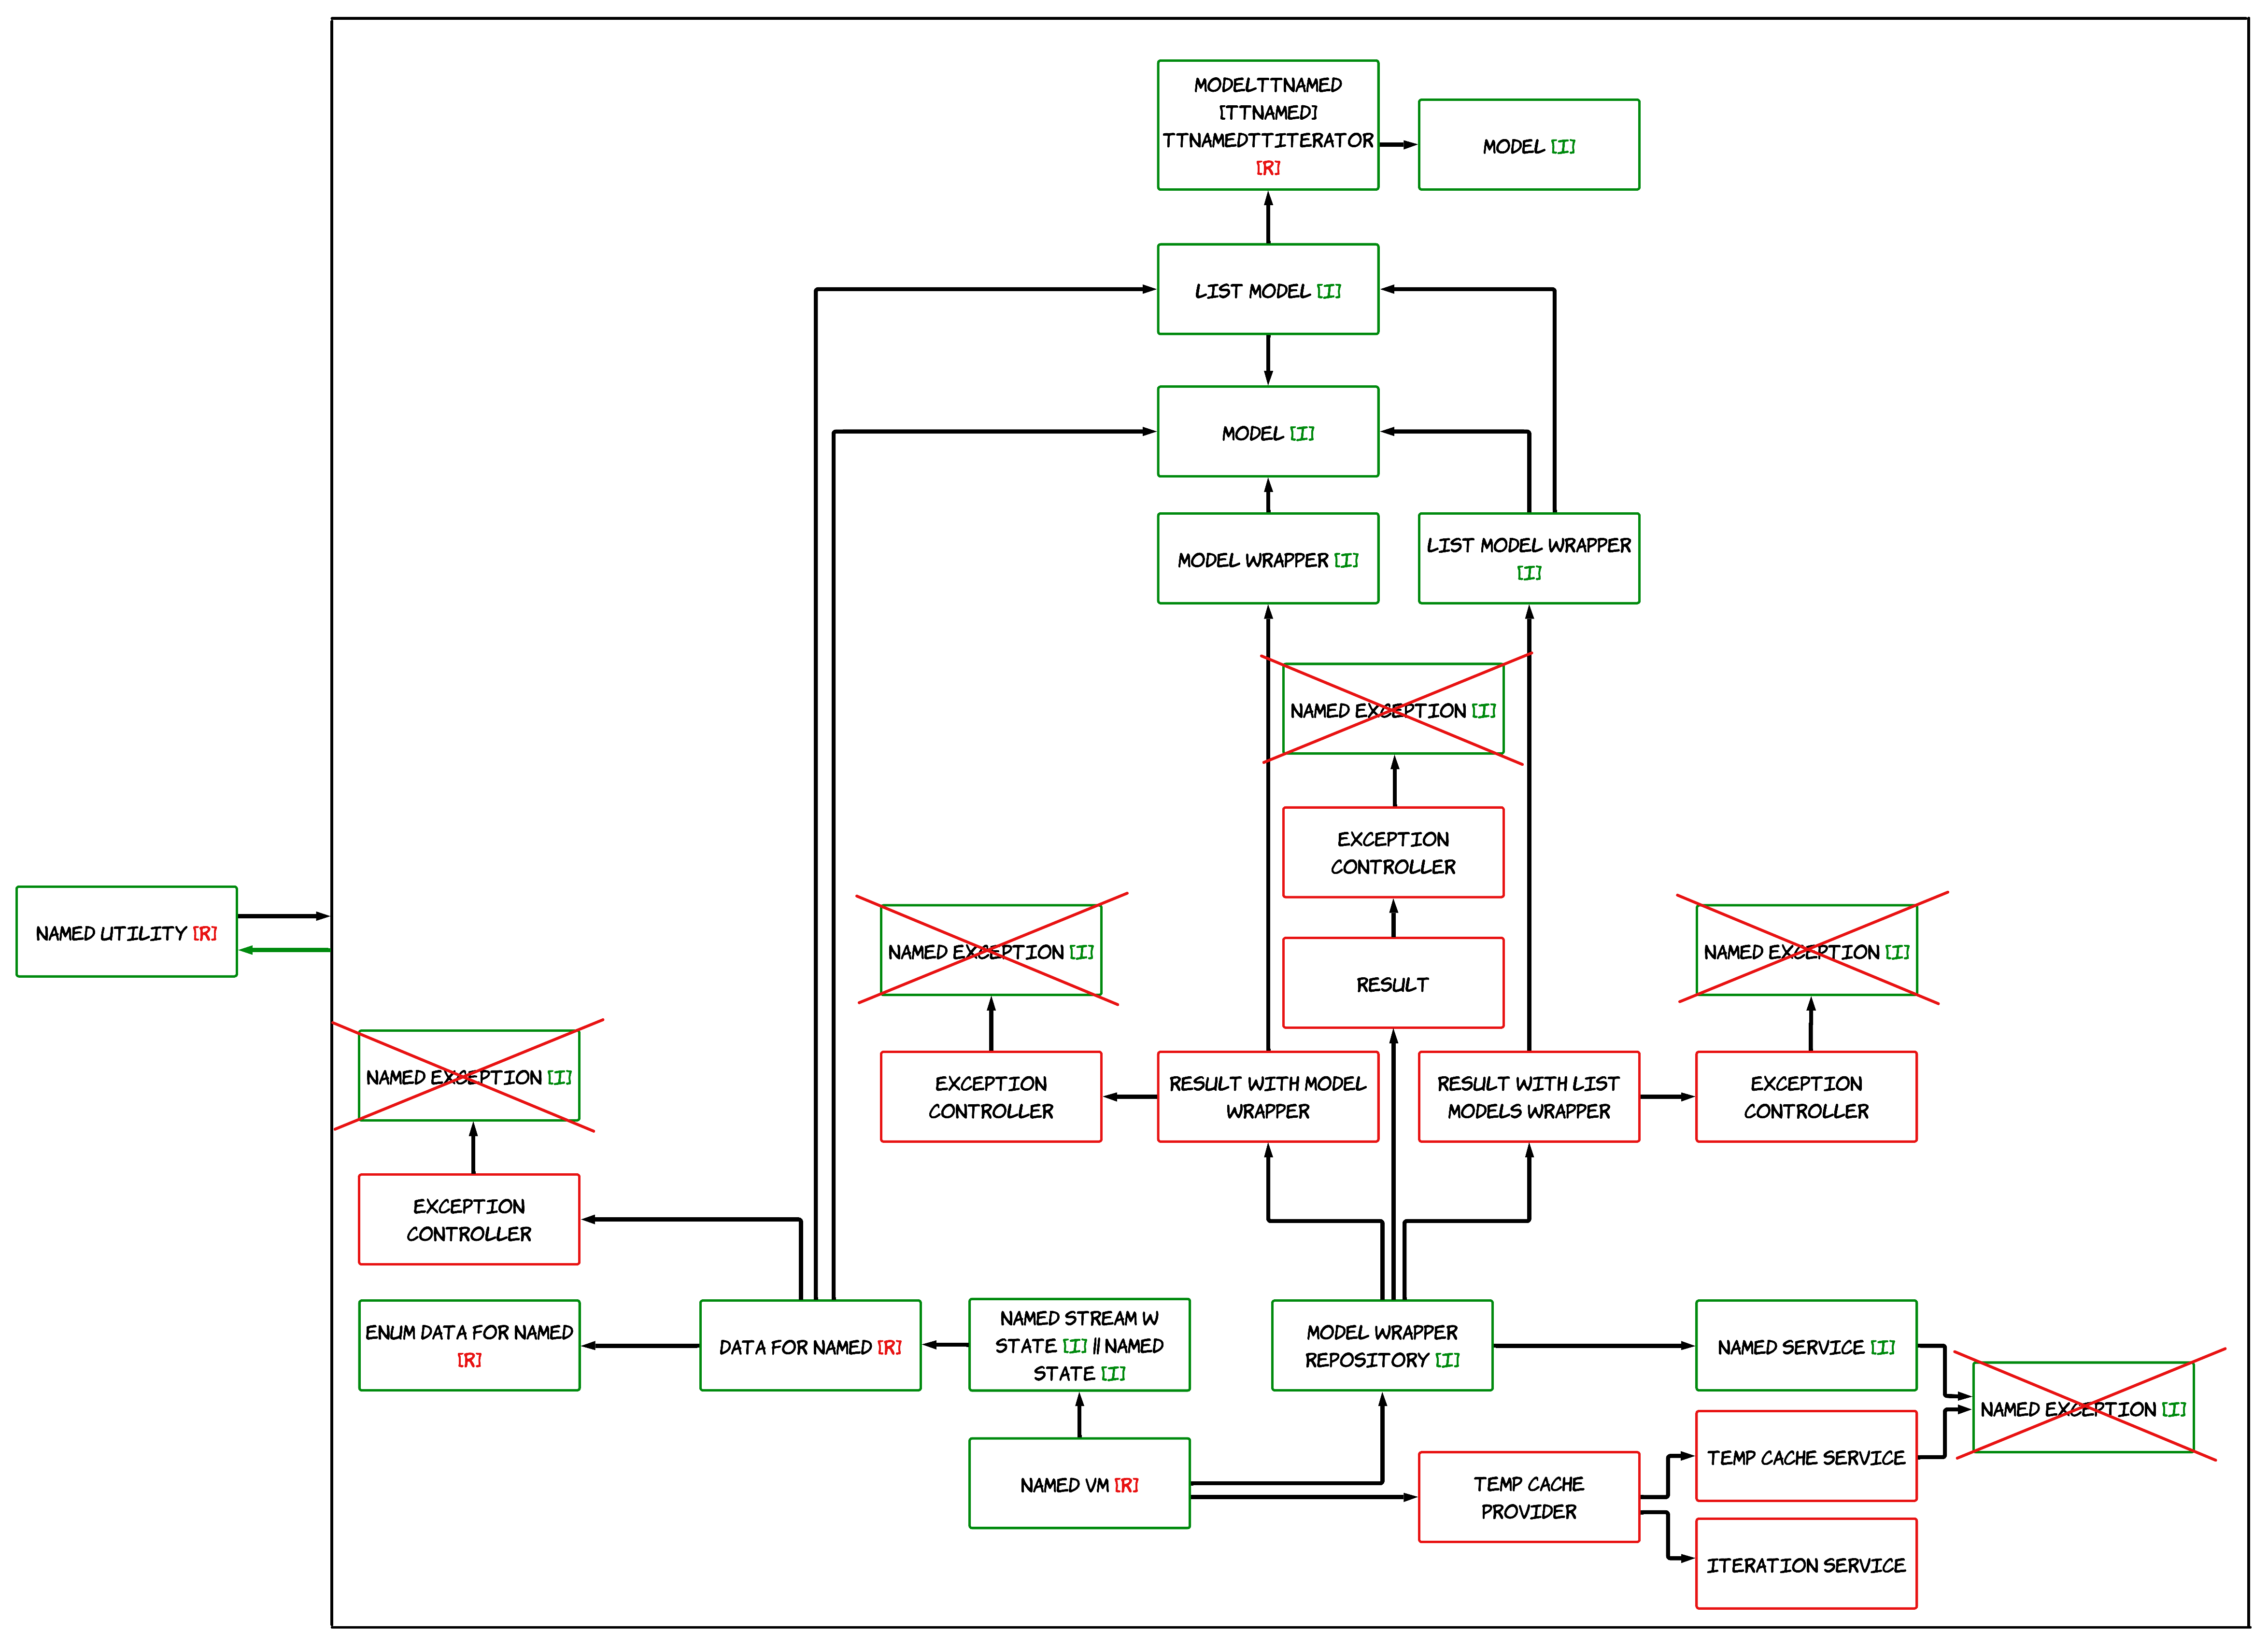 MODELTTNAMED
[TTNAMED]
TTNAMEDTTITERATOR
[R]
MODEL [I]
LIST MODEL [I]
MODEL [I]
MODEL WRAPPER [I]
LIST MODEL WRAPPER
[I]
NAMED EXCEPTION [I]
EXCEPTION
CONTROLLER
NAMED UTILITY [R]
NAMED EXCEPTION [I]
RESULT
NAMED EXCEPTION [I]
NAMED EXCEPTION [I]
EXCEPTION
CONTROLLER
RESULT WITH MODEL
WRAPPER
RESULT WITH LIST
MODELS WRAPPER
EXCEPTION
CONTROLLER
EXCEPTION
CONTROLLER
ENUM DATA FOR NAMED
[R]
DATA FOR NAMED [R]
NAMED STREAM W
STATE [I] // NAMED
STATE [I]
MODEL WRAPPER
REPOSITORY [I]
NAMED SERVICE [I]
NAMED EXCEPTION [I]
NAMED VM [R]
TEMP CACHE
PROVIDER
TEMP CACHE SERVICE
ITERATION SERVICE